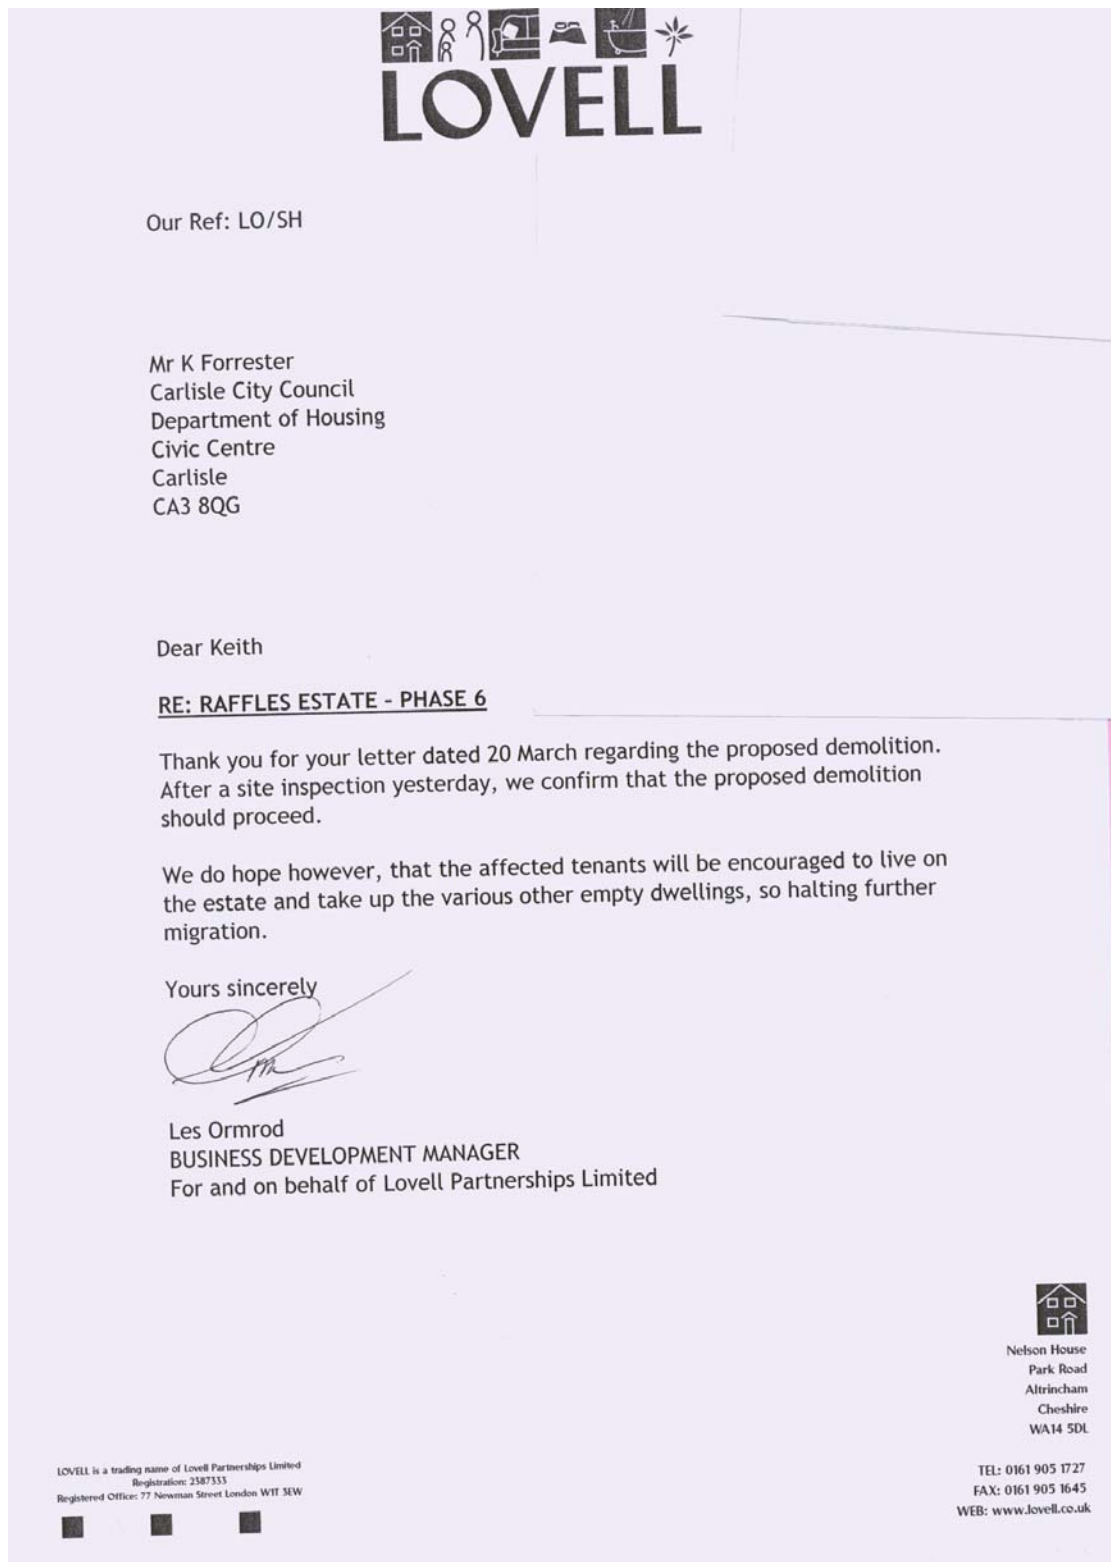 LOVELL
Our Ref: LO/SH
Mr K Forrester
Carlisle City Council
Department of Housing
Civic Centre
Carlisle
CA3 8QG
Dear Keith
RE: RAFFLES ESTATE - PHASE 6
Thank you for your letter dated 20 March regarding the proposed demolition.
After a site inspection yesterday, we confirm that the proposed demolition
should proceed.
We do hope however, that the affected tenants will be encouraged to live on
the estate and take up the various other empty dwellings, so halting further
migration.
Yours sincerely
Les Ormrod
BUSINESS DEVELOPMENT MANAGER
For and on behalf of Lovell Partnerships Limited
Nelson House
Park Road
Altrincham
Cheshire
WA14 5DL
TEL: 0161 905 1727
FAX: 0161 905 1645
WEB: www.lovell.co.uk
LOVELL is a trading name of Lovell Partnerships Limited
Registration: 2387333
Registered Office: 77 Newman Street London W1T 3EW